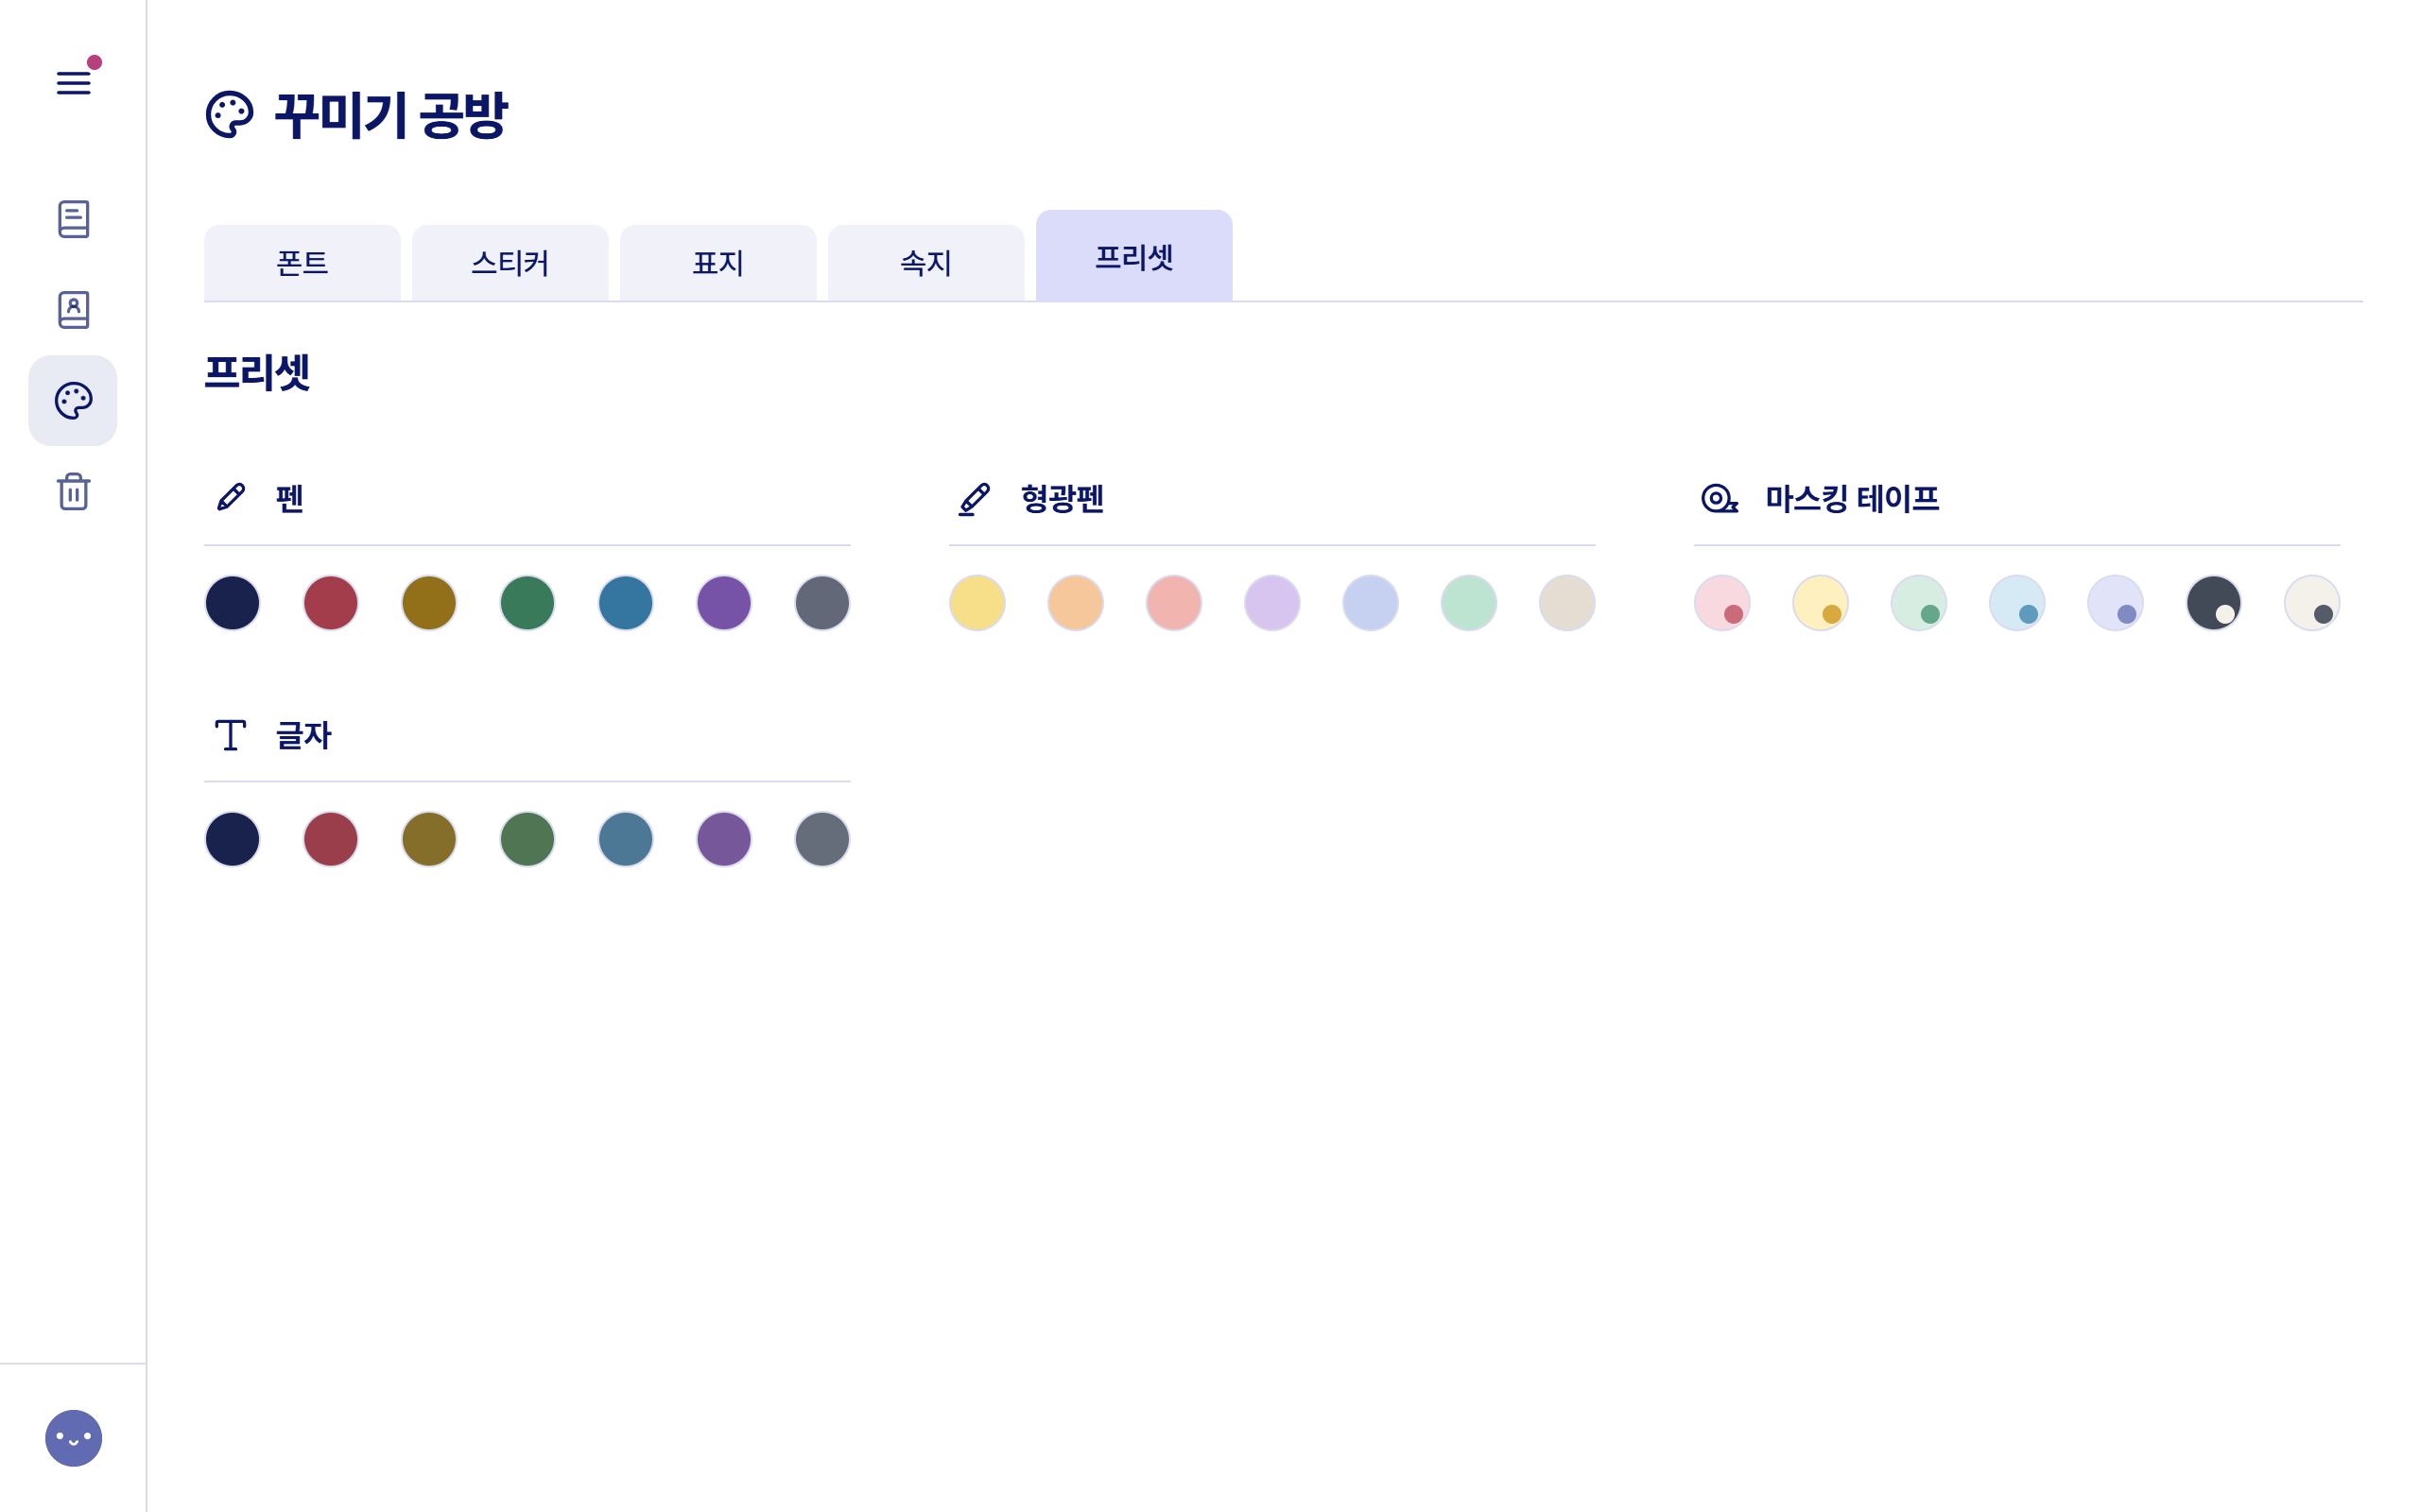 꾸미기 공방
폰트
스티커
표지
속지
프리셋
프리셋
펜
형광펜
마스킹 테이프
글자